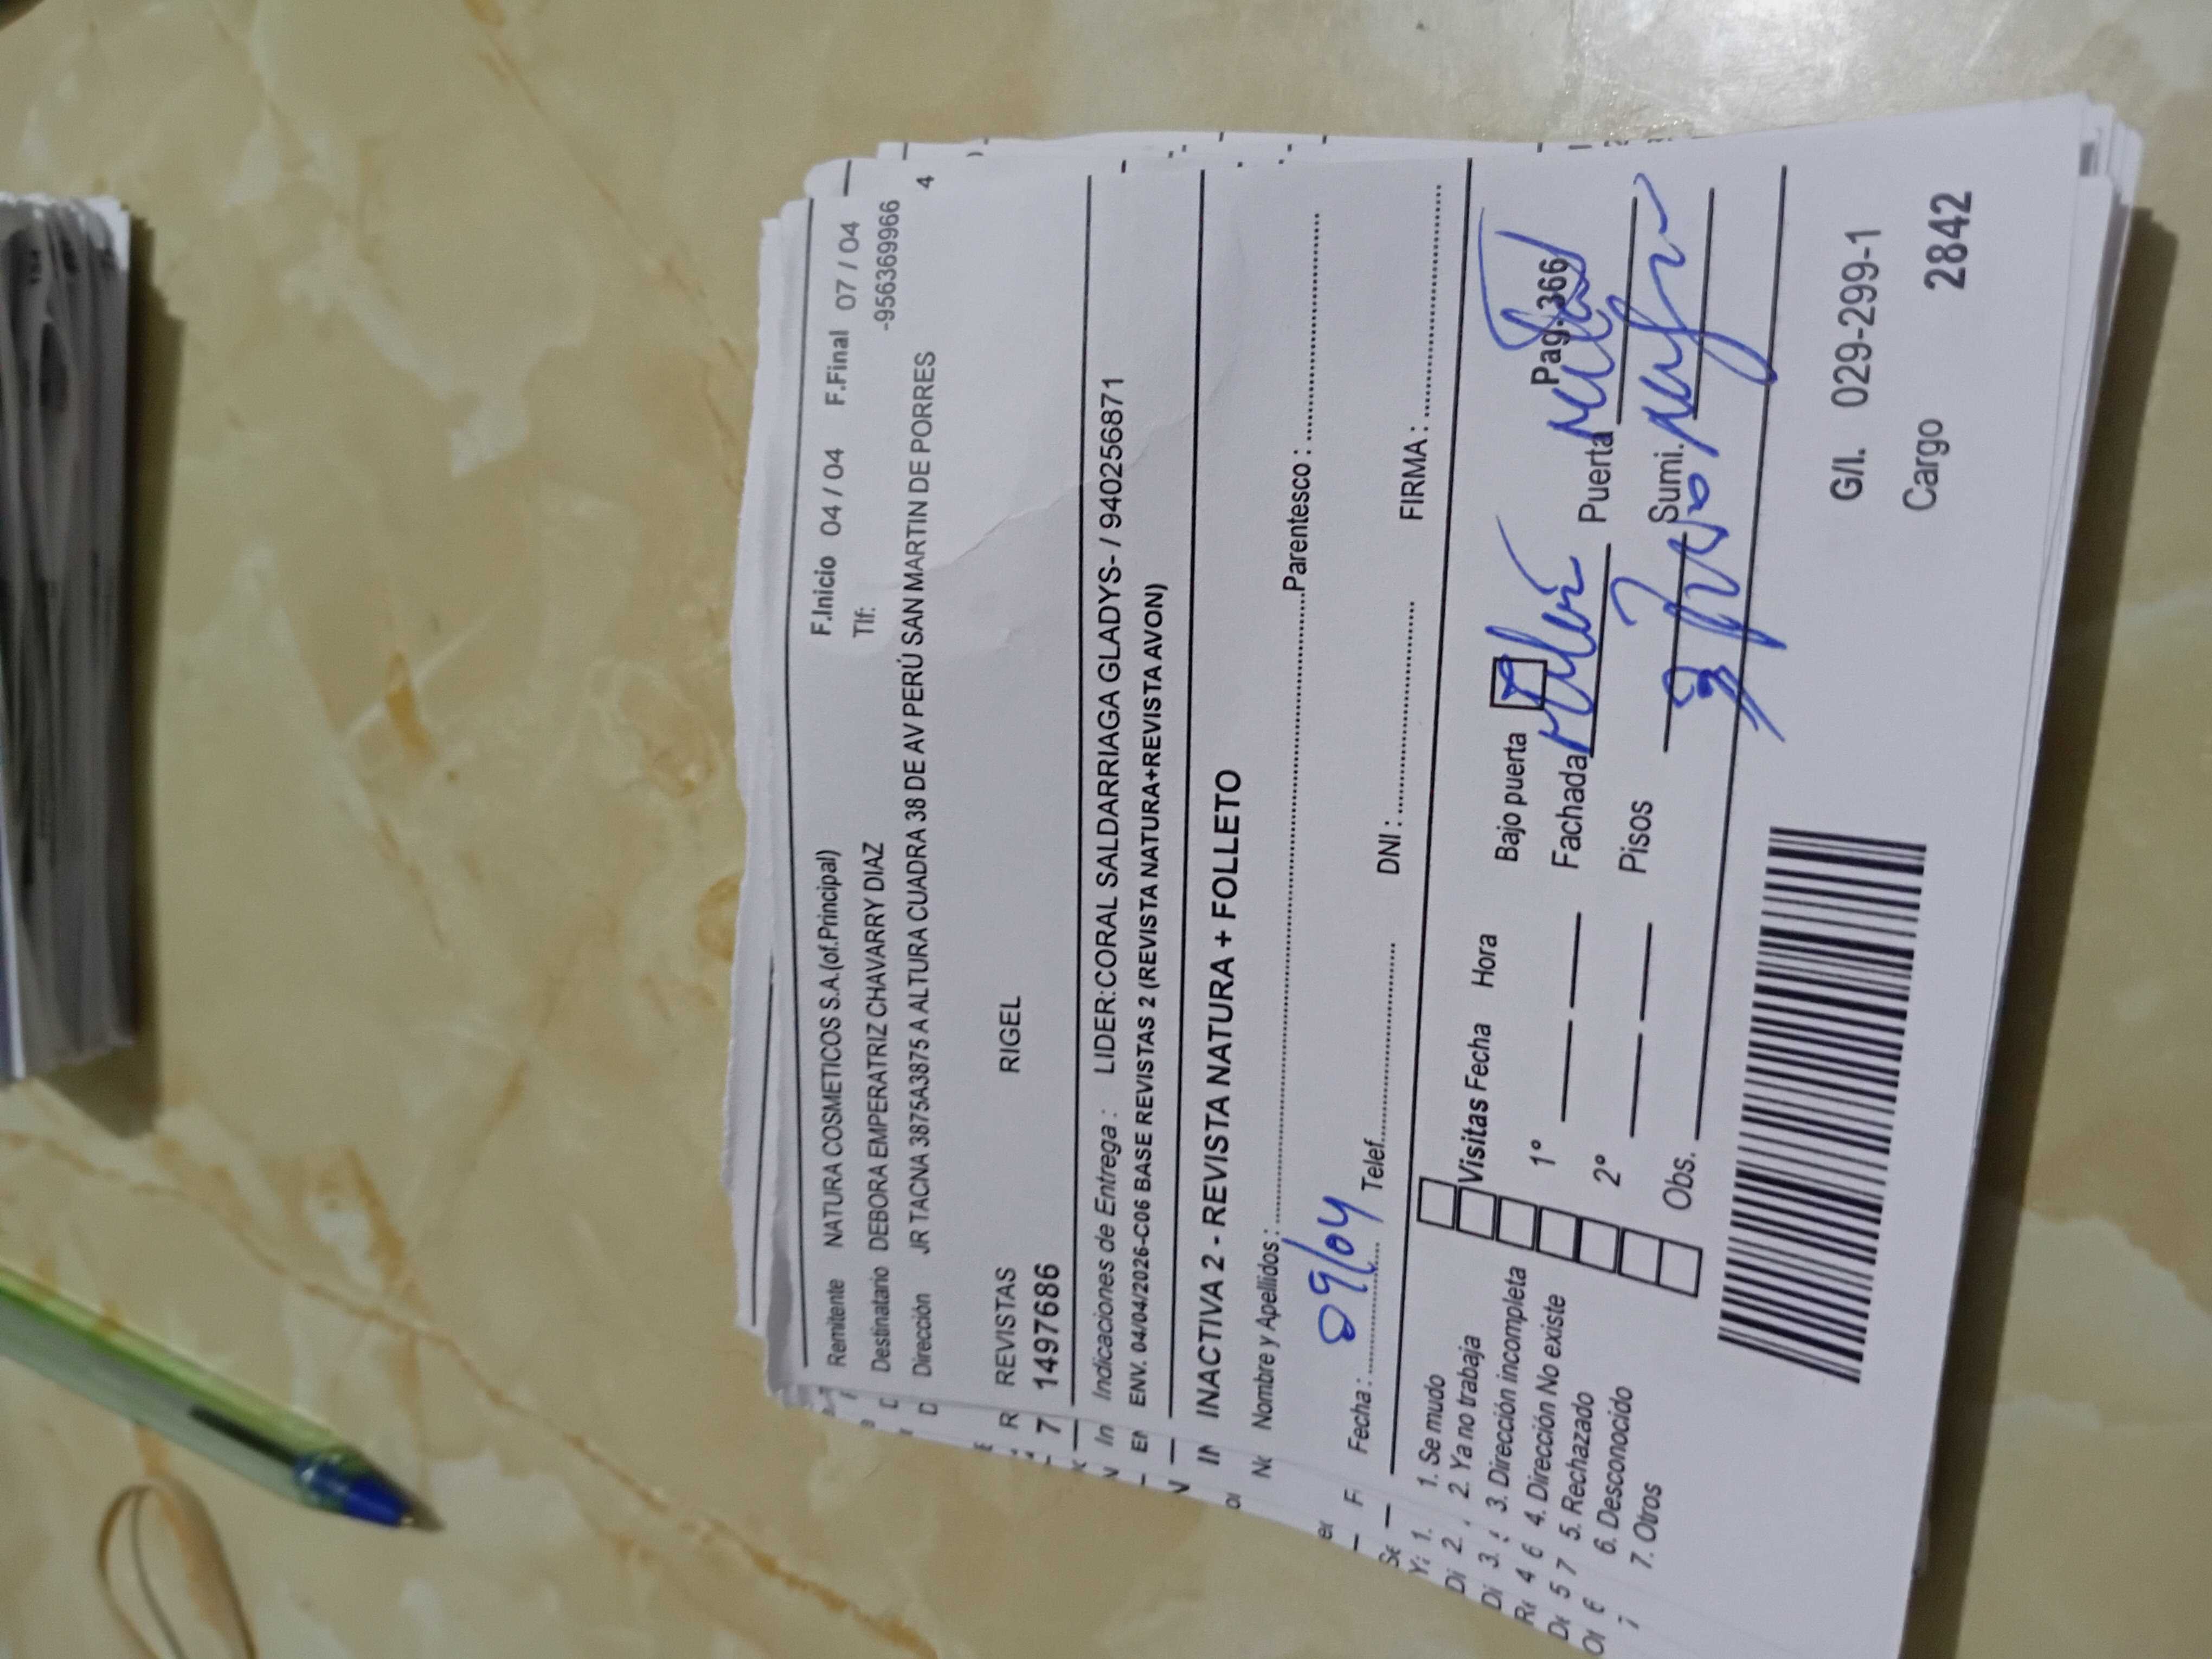 Remitente NATURA COSMETICOS S.A.(of.Principal) F.Inicio 04 / 04 F.Final 07 / 04
Destinatario DEBORA EMPERATRIZ CHAVARRY DIAZ Tlf: -956369966
Dirección JR TACNA 3875A3875 A ALTURA CUADRA 38 DE AV PERÚ SAN MARTIN DE PORRES 4
REVISTAS RIGEL
1497686
Indicaciones de Entrega : LIDER:CORAL SALDARRIAGA GLADYS- / 940256871
ENV. 04/04/2026-C06 BASE REVISTAS 2 (REVISTA NATURA+REVISTA AVON)
INACTIVA 2 - REVISTA NATURA + FOLLETO
Nombre y Apellidos : Parentesco :
Fecha : 09/04 Telef. DNI : FIRMA :
1. Se mudo
2. Ya no trabaja
3. Dirección incompleta
4. Dirección No existe
5. Rechazado
6. Desconocido
7. Otros
Visitas Fecha Hora Bajo puerta Pag.366
1º Fachada Puerta
2º Pisos Sumi.
Obs.
G/I. 029-299-1
Cargo 2842